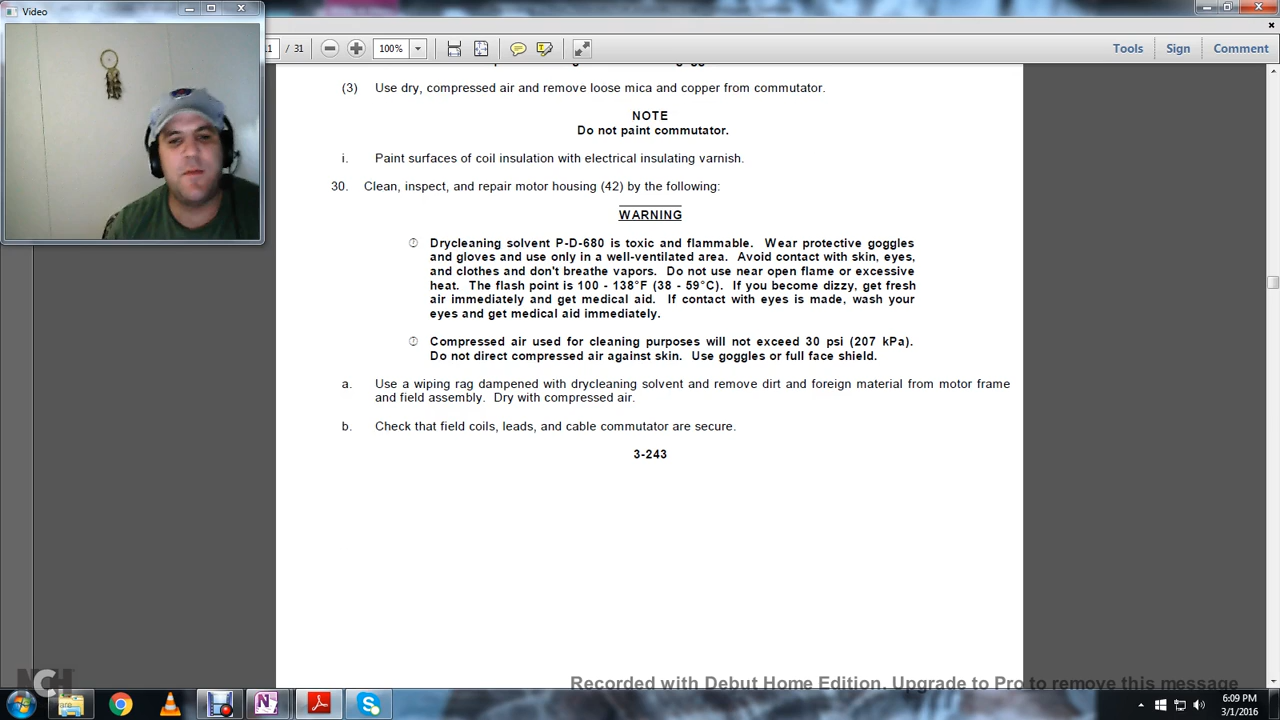 Video
/ 31
100%
Tools
Sign
Comment
(3) Use dry, compressed air and remove loose mica and copper from commutator.
NOTE
Do not paint commutator.
i. Paint surfaces of coil insulation with electrical insulating varnish.
30. Clean, inspect, and repair motor housing (42) by the following:
WARNING
Drycleaning solvent P-D-680 is toxic and flammable. Wear protective goggles
and gloves and use only in a well-ventilated area. Avoid contact with skin, eyes,
and clothes and don't breathe vapors. Do not use near open flame or excessive
heat. The flash point is 100 - 138°F (38 - 59°C). If you become dizzy, get fresh
air immediately and get medical aid. If contact with eyes is made, wash your
eyes and get medical aid immediately.
Compressed air used for cleaning purposes will not exceed 30 psi (207 kPa).
Do not direct compressed air against skin. Use goggles or full face shield.
a. Use a wiping rag dampened with drycleaning solvent and remove dirt and foreign material from motor frame
and field assembly. Dry with compressed air.
b. Check that field coils, leads, and cable commutator are secure.
3-243
NCH
Recorded with Debut Home Edition. Upgrade to Pro to remove this message
6:09 PM
3/1/2016